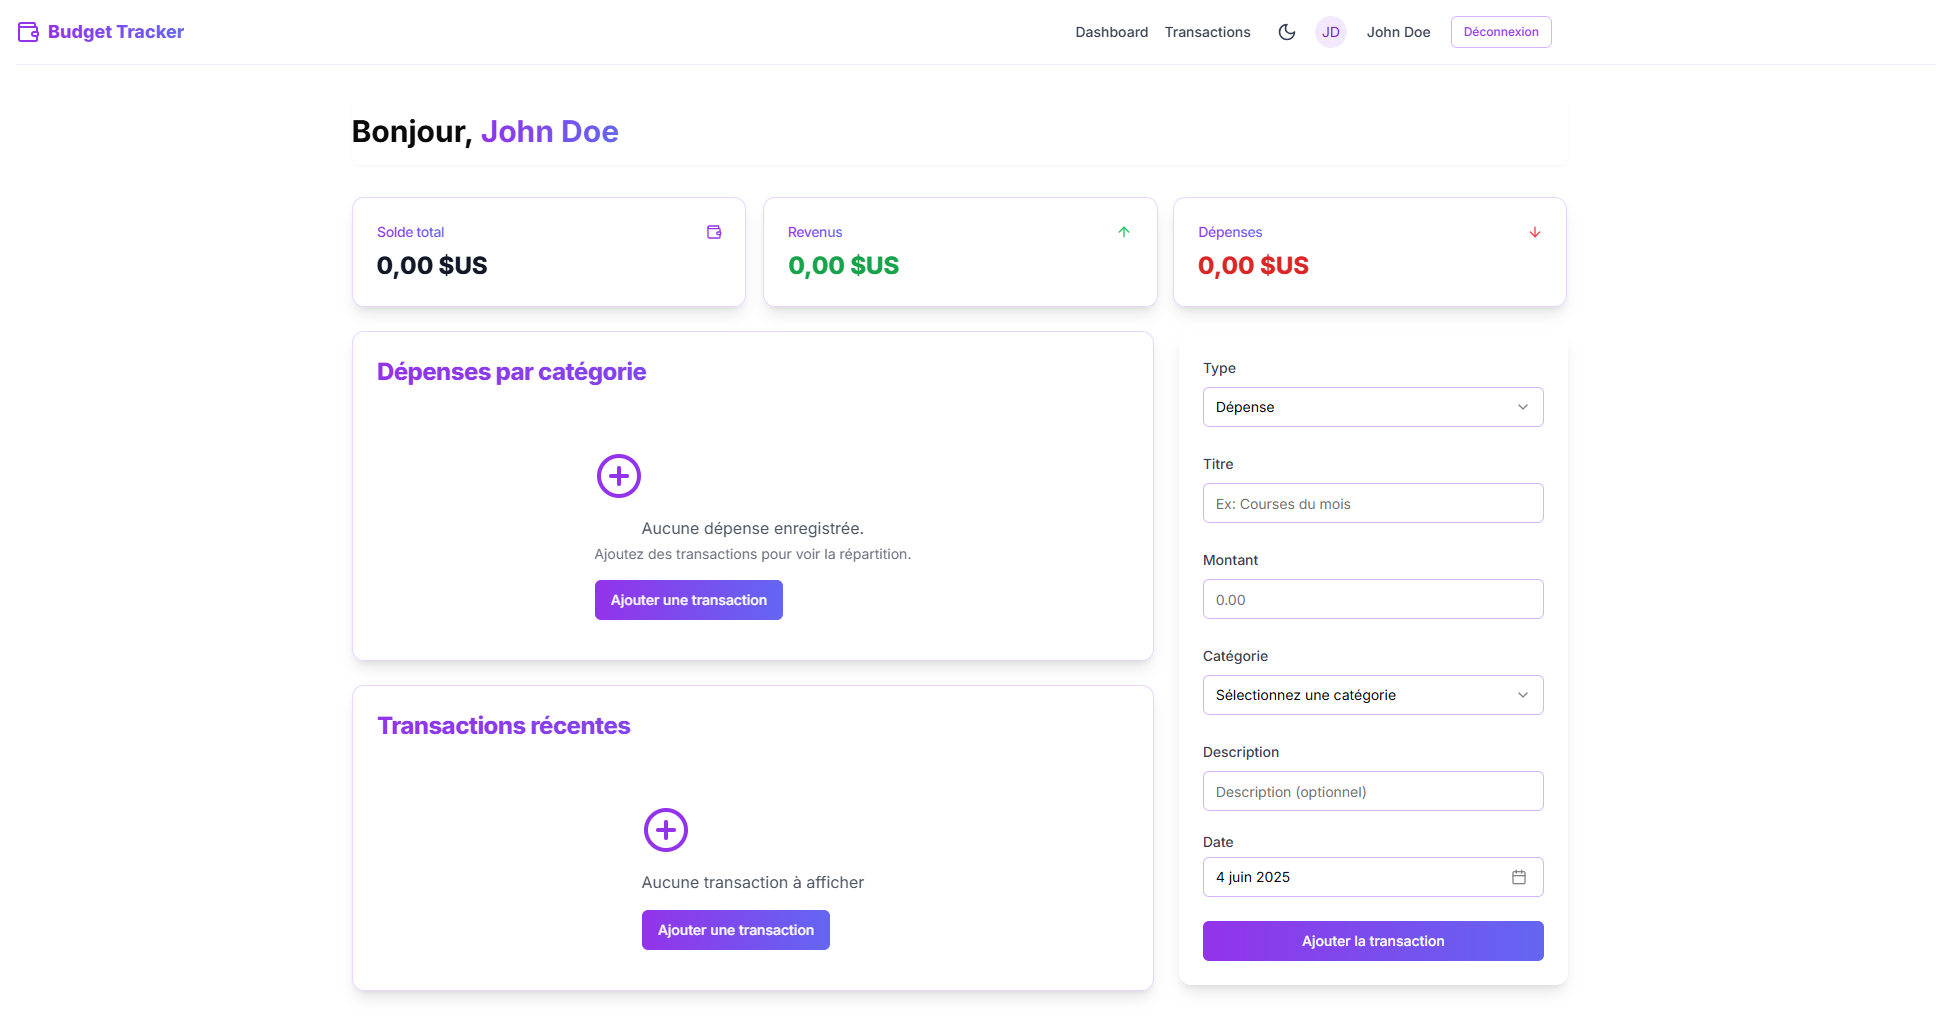 Budget Tracker
Dashboard Transactions JD John Doe Déconnexion
Bonjour, John Doe
Solde total
0,00 $US
Revenus
0,00 $US
Dépenses
0,00 $US
Dépenses par catégorie
Aucune dépense enregistrée.
Ajoutez des transactions pour voir la répartition.
Ajouter une transaction
Transactions récentes
Aucune transaction à afficher
Ajouter une transaction
Type
Dépense
Titre
Ex: Courses du mois
Montant
0.00
Catégorie
Sélectionnez une catégorie
Description
Description (optionnel)
Date
4 juin 2025
Ajouter la transaction